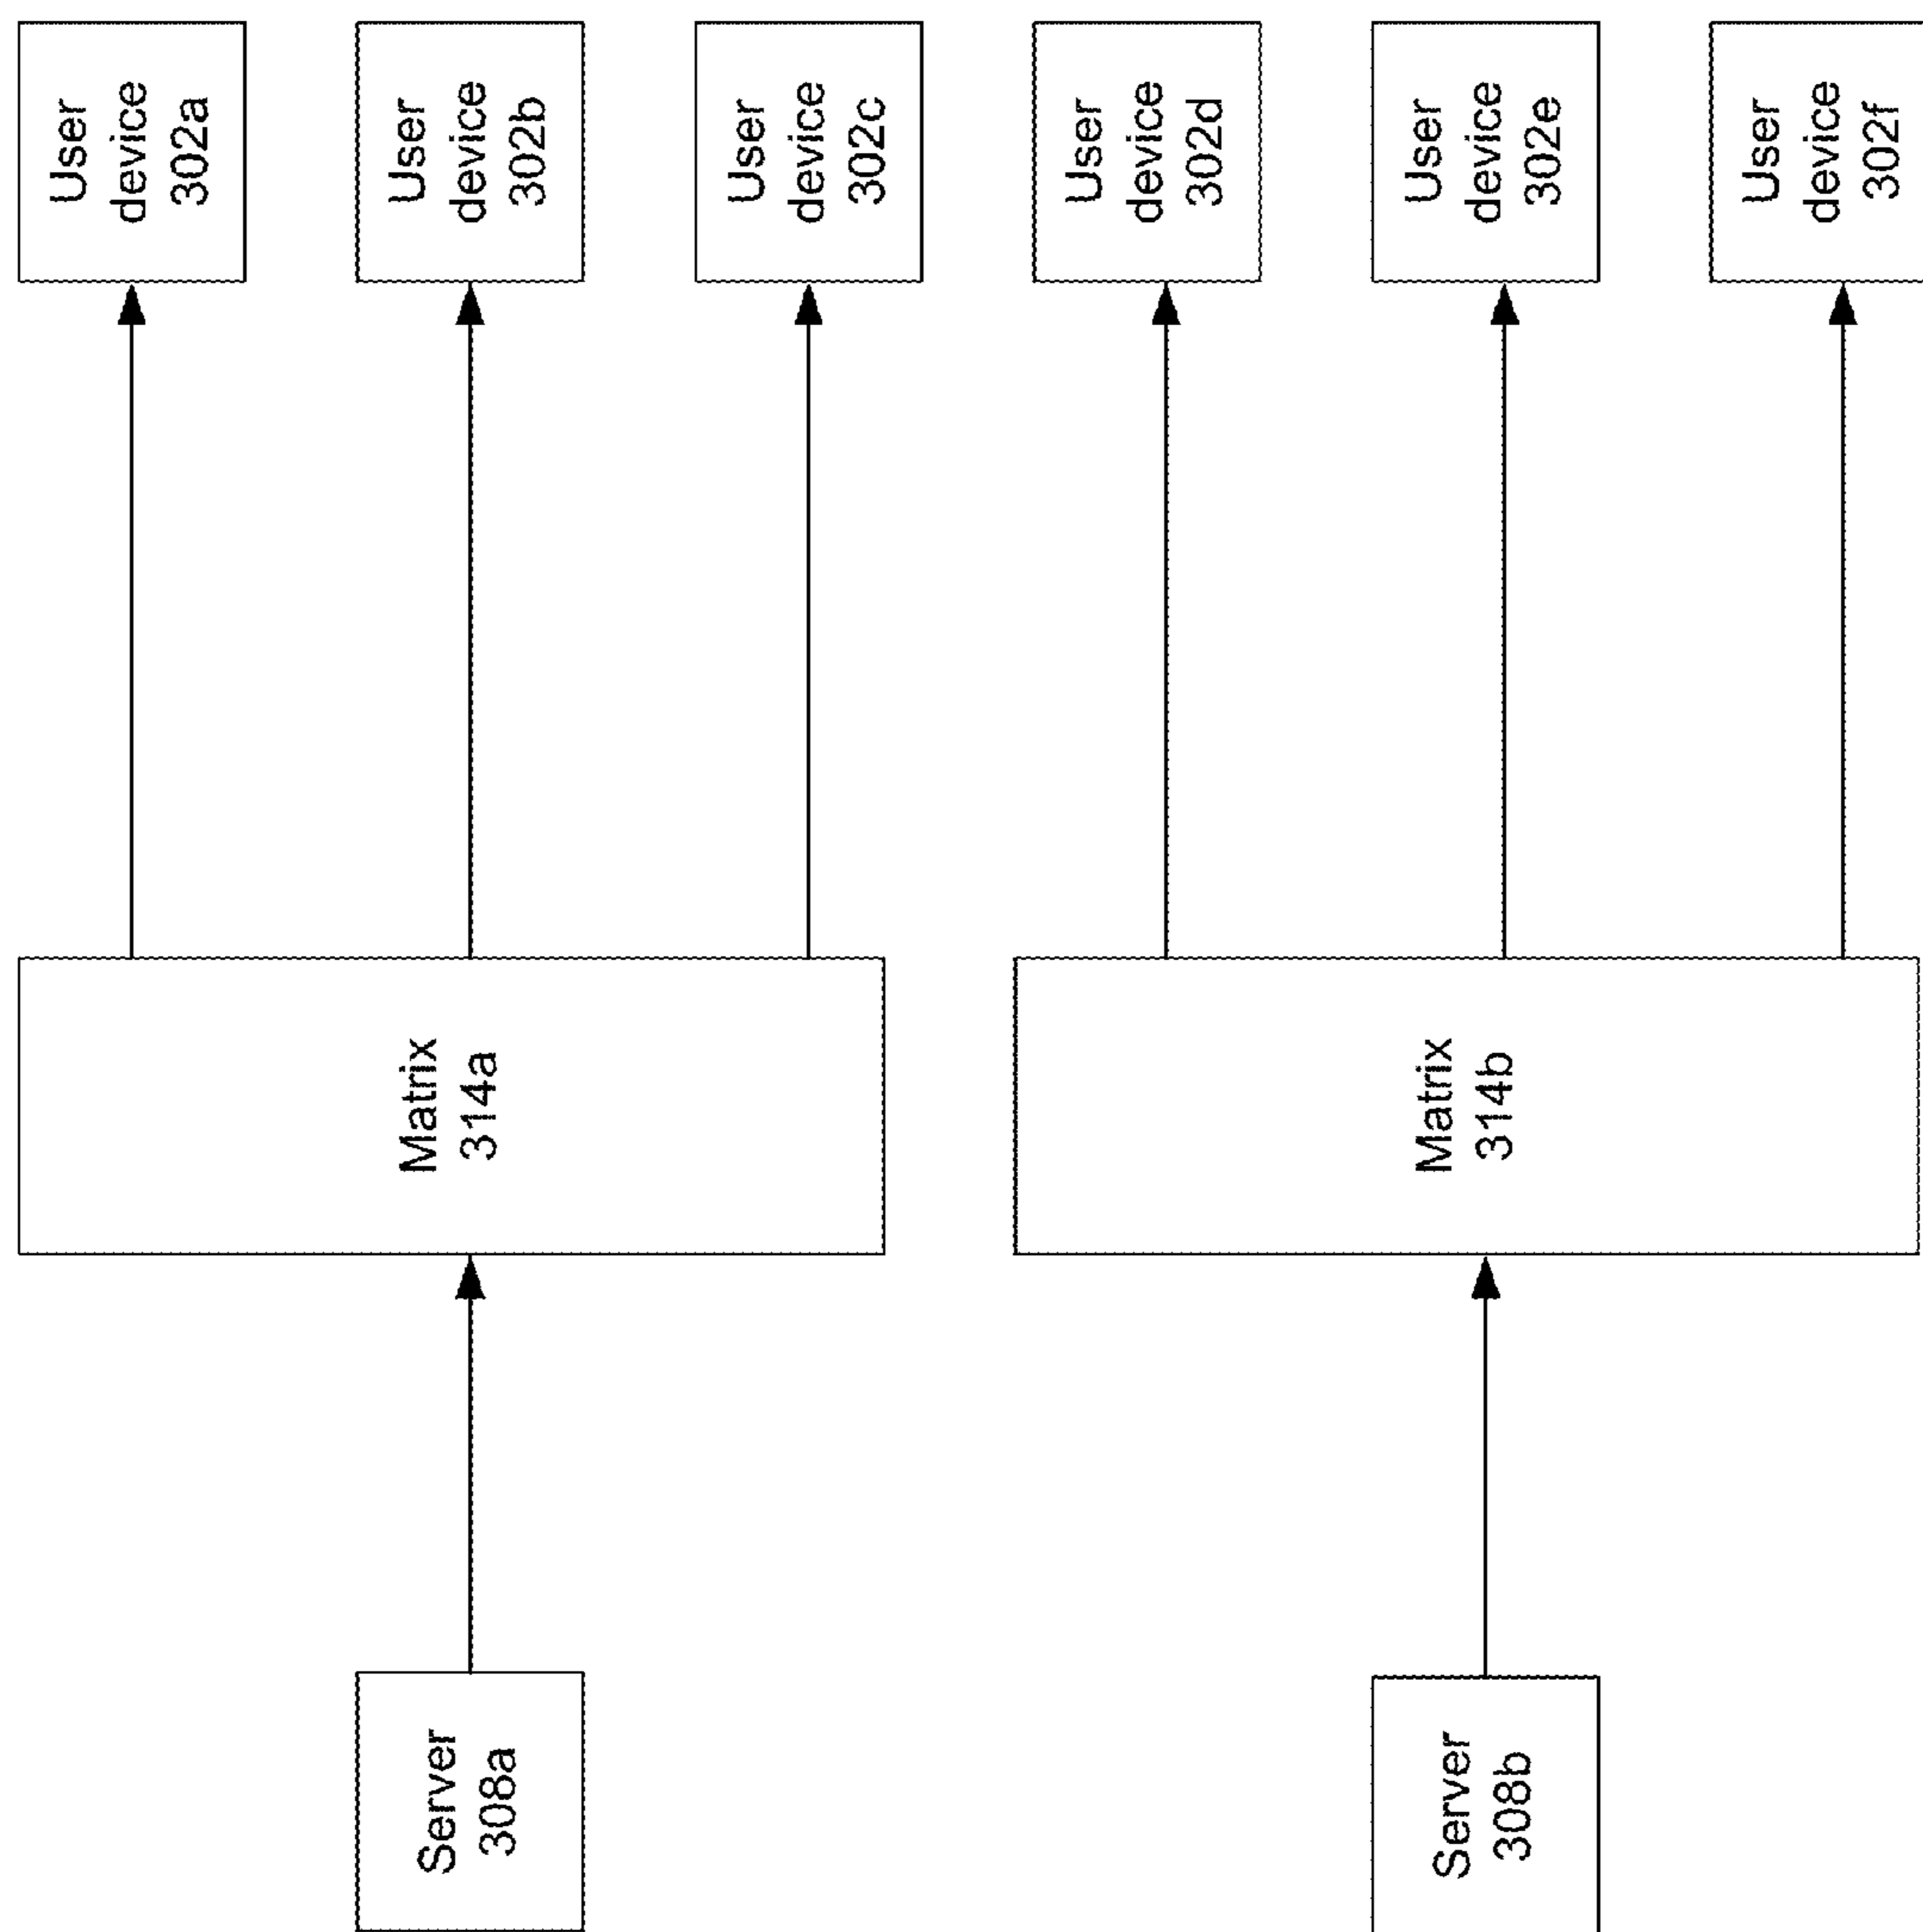 User
device
302a
User
device
302b
User
device
302c
User
device
302d
User
device
302e
User
device
302f
Matrix
314a
Matrix
314b
Server
308a
Server
308b